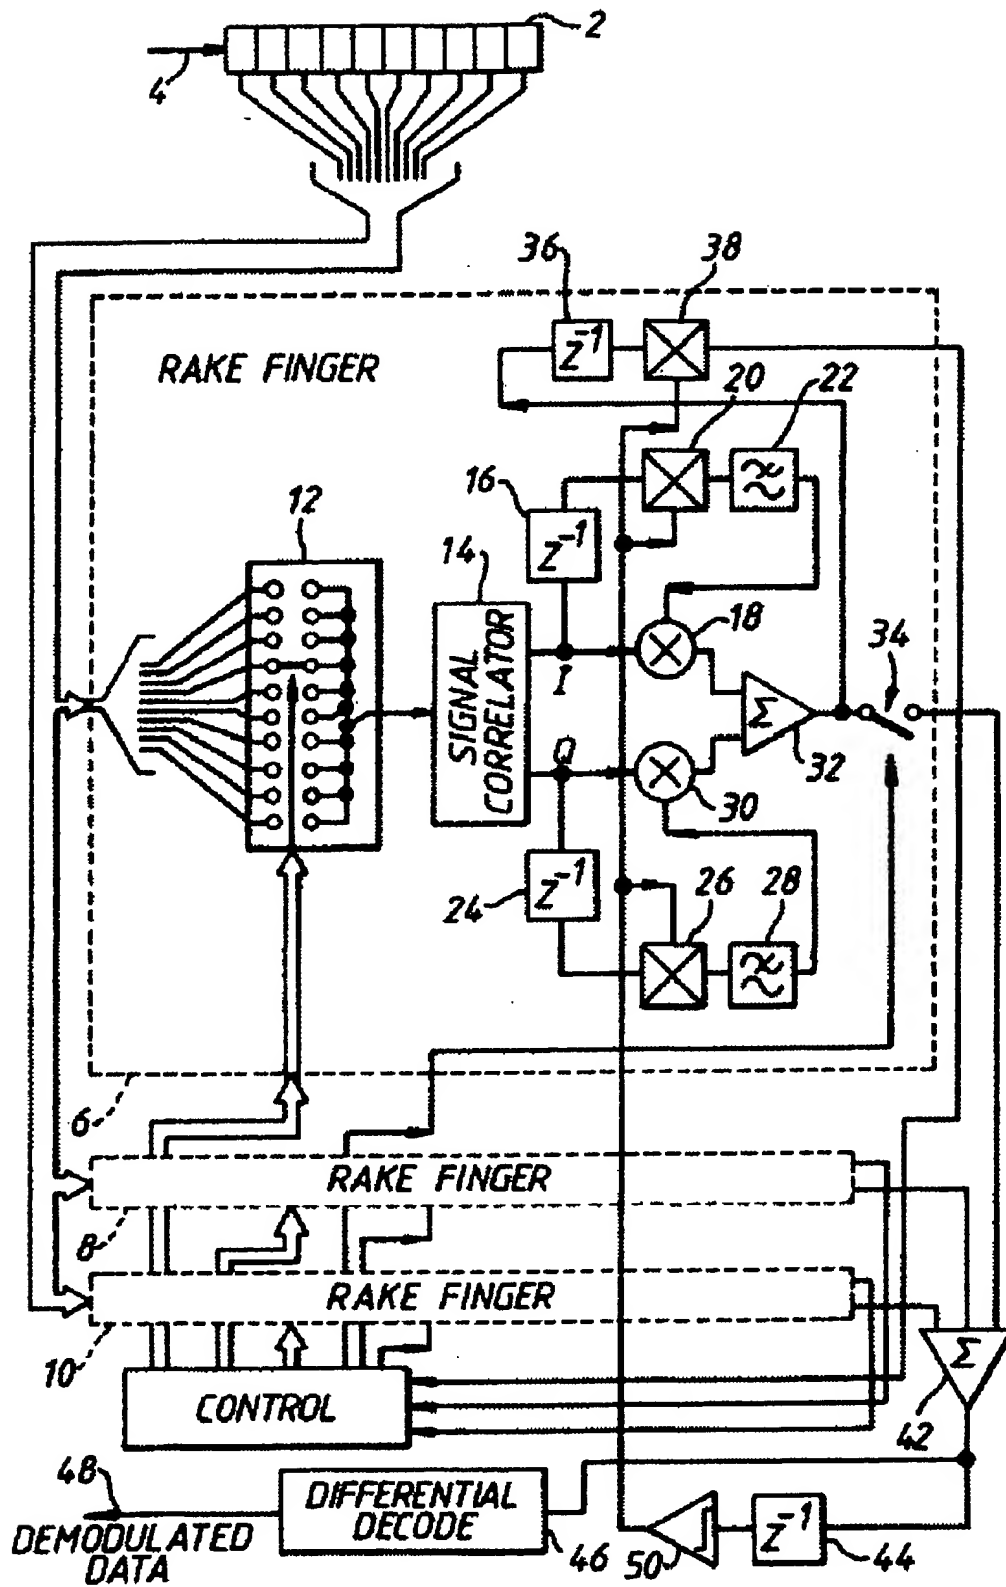 2
4
36
38
RAKE FINGER
Z⁻¹
20
22
12
16
14
Z⁻¹
SIGNAL CORRELATOR
18
I
34
Σ
Q
32
30
24
Z⁻¹
26
28
6
RAKE FINGER
8
RAKE FINGER
10
Σ
CONTROL
42
48
DIFFERENTIAL
DECODE
Z⁻¹
DEMODULATED
DATA
46
50
44